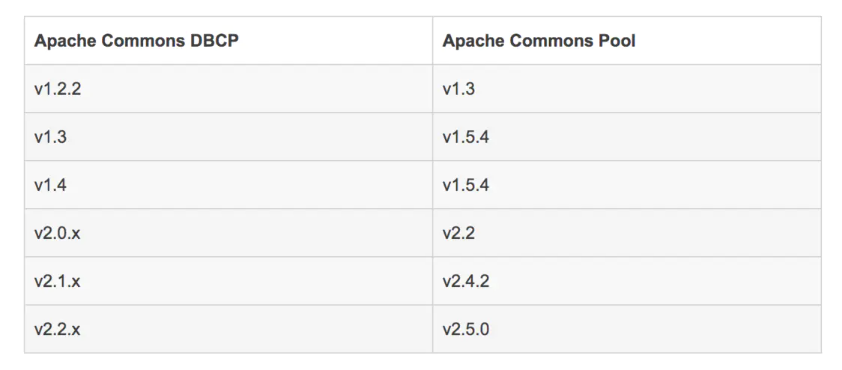 Apache Commons DBCP Apache Commons Pool
v1.2.2 v1.3
v1.3 v1.5.4
v1.4 v1.5.4
v2.0.x v2.2
v2.1.x v2.4.2
v2.2.x v2.5.0